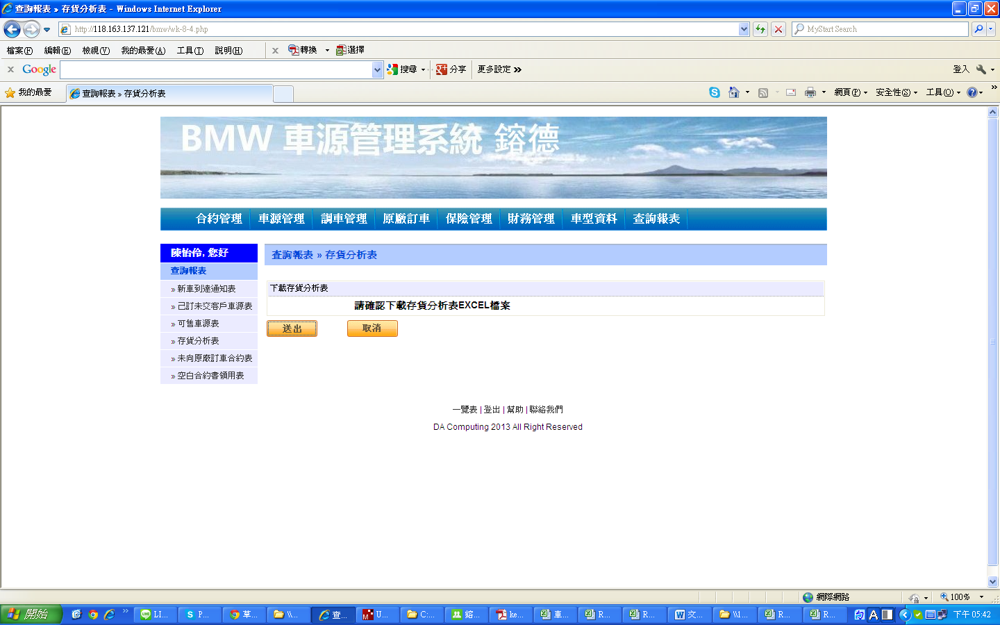 查詢報表 » 存貨分析表 - Windows Internet Explorer
http://118.163.137.121/bmw/wk-8-4.php
MyStart Search
檔案(F) 編輯(E) 檢視(V) 我的最愛(A) 工具(T) 說明(H) x 轉換 選擇
x Google 搜尋 分享 更多設定 » 登入
我的最愛 查詢報表 » 存貨分析表 網頁(P) 安全性(S) 工具(O) »
BMW 車源管理系統 鎔德
合約管理 車源管理 調車管理 原廠訂車 保險管理 財務管理 車型資料 查詢報表
陳怡伶, 您好
查詢報表
» 新車到達通知表
» 已訂未交客戶車源表
» 可售車源表
» 存貨分析表
» 未向原廠訂車合約表
» 空白合約書領用表
查詢報表 » 存貨分析表
下載存貨分析表
請確認下載存貨分析表EXCEL檔案
送出 取消
一覽表 | 登出 | 幫助 | 聯絡我們
DA Computing 2013 All Right Reserved
網際網路 100%
開始 » LI... P... 草... \\... 查... U... C:... 鎔... ke... 車... R... R... 文... \\1... R... R... A 下午 05:42